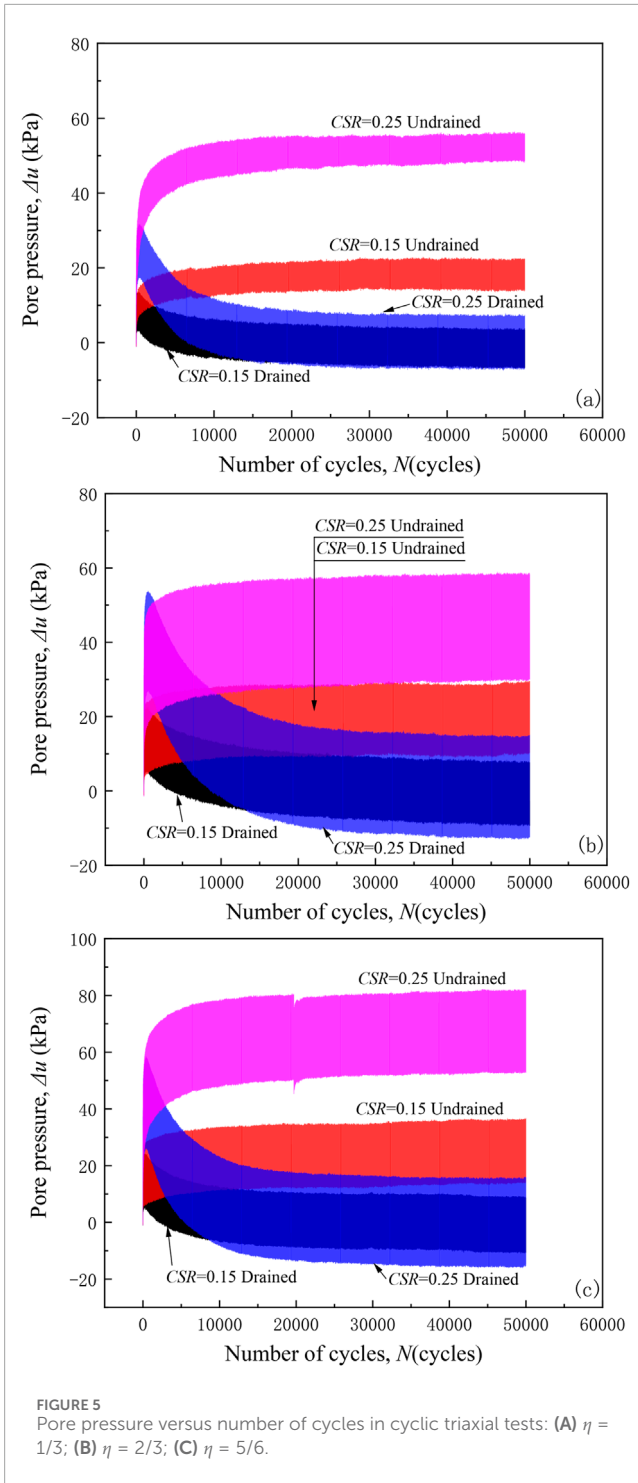 80
60
40
20
0
-20
Pore pressure, Δu (kPa)
CSR=0.25 Undrained
CSR=0.15 Undrained
CSR=0.25 Drained
CSR=0.15 Drained
(a)
0 10000 20000 30000 40000 50000 60000
Number of cycles, N(cycles)
80
60
40
20
0
-20
Pore pressure, Δu (kPa)
CSR=0.25 Undrained
CSR=0.15 Undrained
CSR=0.15 Drained
CSR=0.25 Drained
(b)
0 10000 20000 30000 40000 50000 60000
Number of cycles, N(cycles)
100
80
60
40
20
0
-20
Pore pressure, Δu (kPa)
CSR=0.25 Undrained
CSR=0.15 Undrained
CSR=0.15 Drained
CSR=0.25 Drained
(c)
0 10000 20000 30000 40000 50000 60000
Number of cycles, N(cycles)
FIGURE 5
Pore pressure versus number of cycles in cyclic triaxial tests: (A) η =
1/3; (B) η = 2/3; (C) η = 5/6.